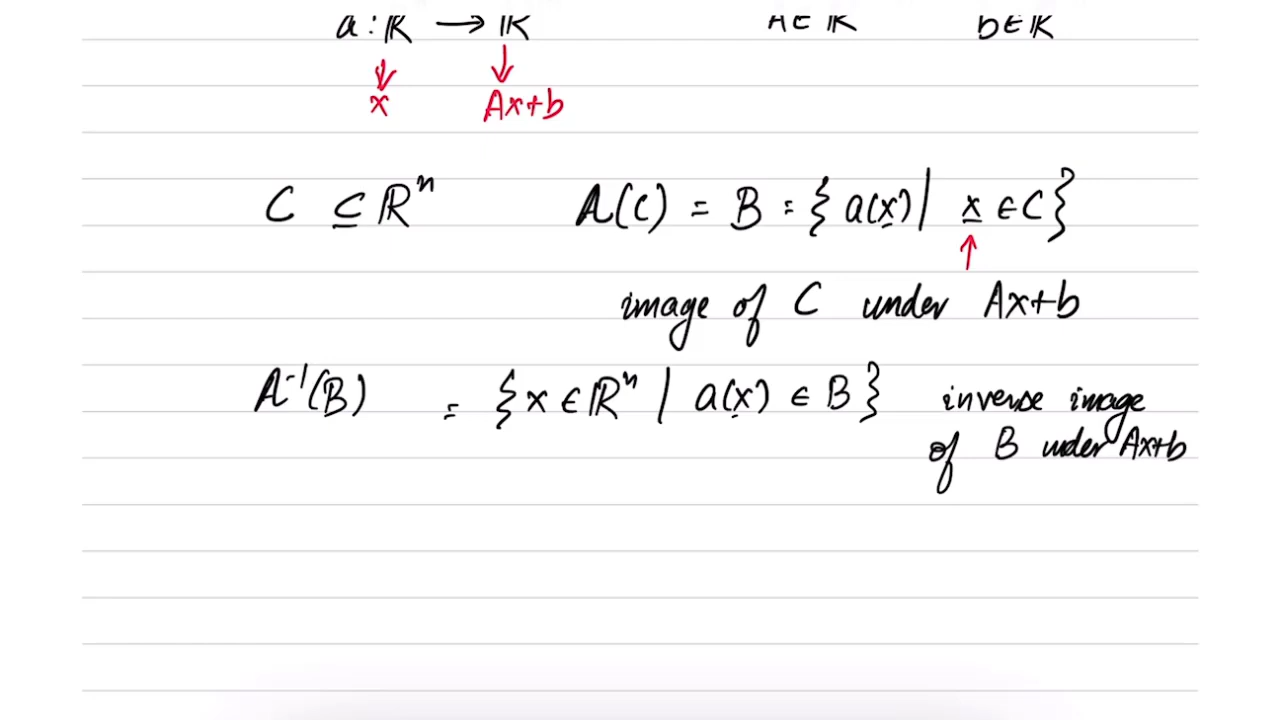 a : ℝ → ℝ A ∈ ℝ b ∈ ℝ
↓ ↓
x Ax+b
C ⊆ ℝⁿ A(C) = B = { a(x) | x ∈ C }
↑
image of C under Ax+b
A⁻¹(B) = { x ∈ ℝⁿ | a(x) ∈ B } inverse image
of B under Ax+b